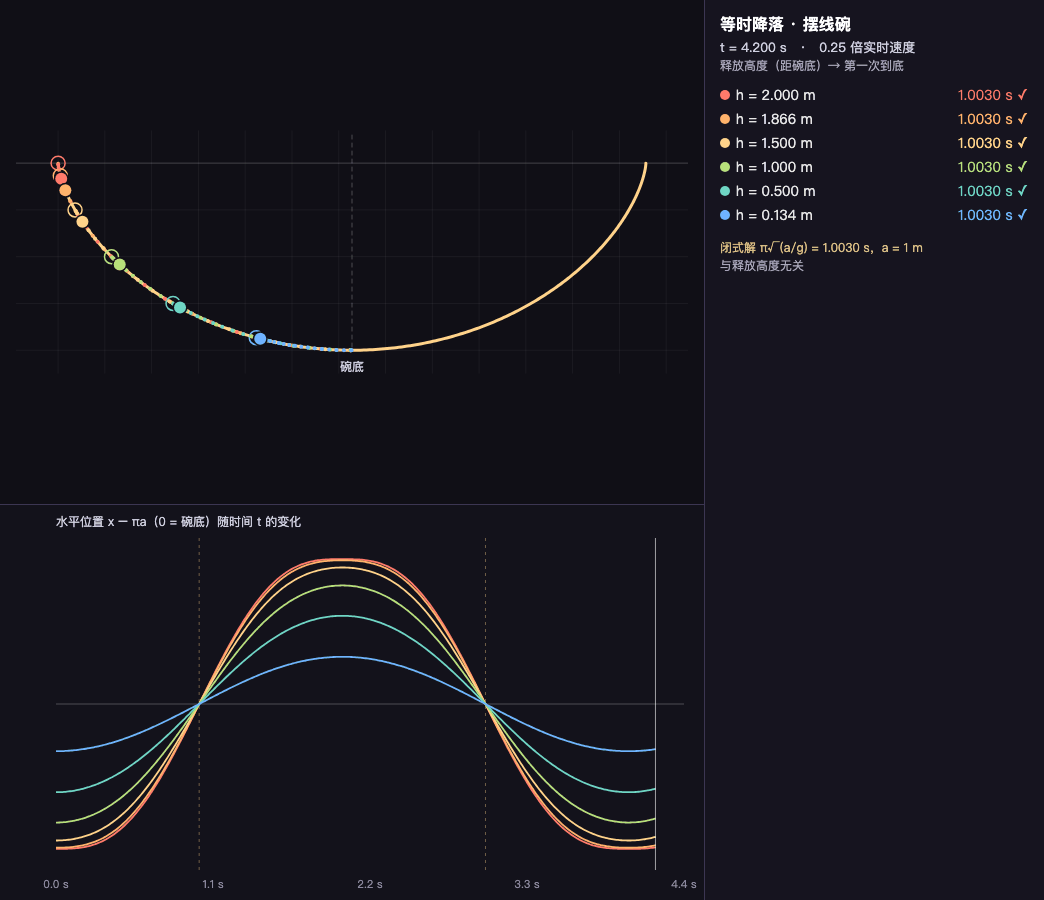 等时降落 · 摆线碗
t = 4.200 s · 0.25 倍实时速度
释放高度（距碗底）→ 第一次到底
h = 2.000 m 1.0030 s ✓
h = 1.866 m 1.0030 s ✓
h = 1.500 m 1.0030 s ✓
h = 1.000 m 1.0030 s ✓
h = 0.500 m 1.0030 s ✓
h = 0.134 m 1.0030 s ✓
闭式解 π√(a/g) = 1.0030 s，a = 1 m
与释放高度无关
碗底
水平位置 x − πa（0 = 碗底）随时间 t 的变化
0.0 s 1.1 s 2.2 s 3.3 s 4.4 s